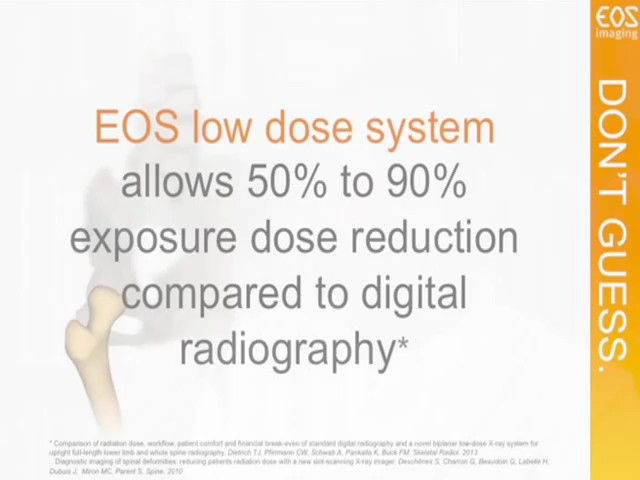 EOS
imaging
DON'T GUESS.
EOS low dose system
allows 50% to 90%
exposure dose reduction
compared to digital
radiography*
* Comparison of radiation dose, workflow, patient comfort and financial break-even of standard digital radiography and a novel biplanar low-dose X-ray system for
upright full-length lower limb and whole spine radiography, Dietrich TJ, Pfirrmann CW, Schwab A, Pankalla K, Buck FM. Skeletal Radiol. 2013
Diagnostic imaging of spinal deformities: reducing patients radiation dose with a new slot-scanning X-ray imager; Deschênes S, Charron G, Beaudoin G, Labelle H,
Dubois J, Miron MC, Parent S. Spine. 2010